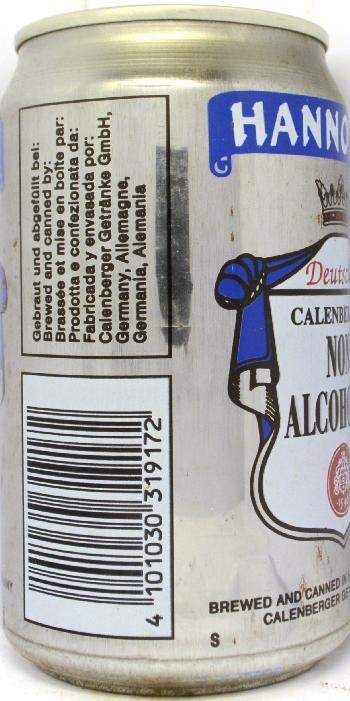 Gebraut und abgefüllt bei:
Brewed and canned by:
Brassée et mise en boîte par:
Prodotta e confezionata da:
Fabricada y envasada por:
Calenberger Getränke GmbH,
Germany, Allemagne,
Germania, Alemania
4 101030 319172
HANNO
Deutsc
CALENBE
NON
ALCOHO
BREWED AND CANNED IN
CALENBERGER GE
S